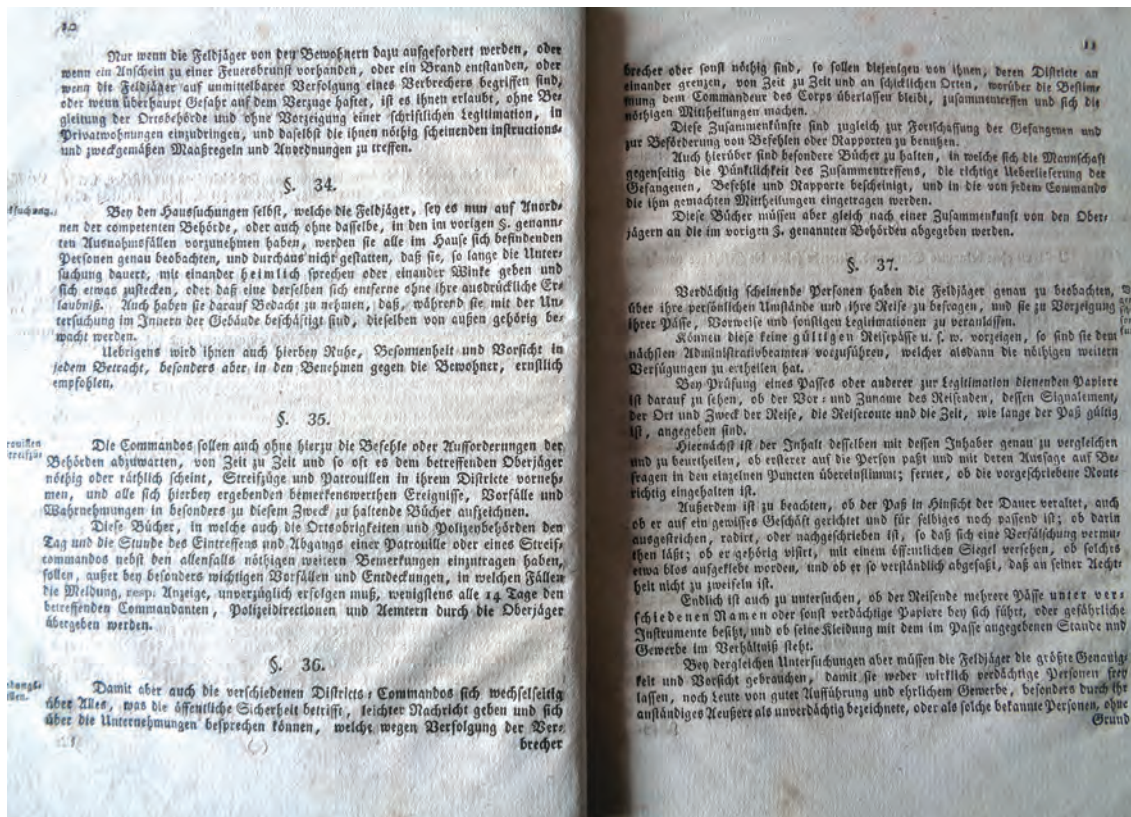 10
Nur wenn die Feldjäger von den Bewohnern dazu aufgefordert werden, oder
wenn ein Anschein zu einer Feuersbrunst vorhanden, oder ein Brand entstanden, oder
wenn die Feldjäger auf unmittelbarer Verfolgung eines Verbrechers begriffen sind,
oder wenn überhaupt Gefahr auf dem Verzuge haftet, ist es ihnen erlaubt, ohne Be-
gleitung der Ortsbehörde und ohne Vorzeigung einer schriftlichen Legitimation, in
Privatwohnungen einzudringen, und daselbst die ihnen nöthig scheinenden instructions-
und zweckgemäßen Maaßregeln und Anordnungen zu treffen.
§. 34.
Bey den Haussuchungen selbst, welche die Feldjäger, sey es nun auf Anord-
nen der competenten Behörde, oder auch ohne dasselbe, in den im vorigen §. genann-
ten Ausnahmsfällen vorzunehmen haben, werden sie alle im Hause sich befindenden
Personen genau beobachten, und durchaus nicht gestatten, daß sie, so lange die Unter-
suchung dauert, mit einander heimlich sprechen oder einander Winke geben und
sich etwas zustecken, oder daß eine derselben sich entferne ohne ihre ausdrückliche Er-
laubniß. Auch haben sie darauf Bedacht zu nehmen, daß, während sie mit der Un-
tersuchung im Innern der Gebäude beschäftigt sind, dieselben von außen gehörig be-
wacht werden.
Uebrigens wird ihnen auch hierbey Ruhe, Besonnenheit und Vorsicht in
jedem Betracht, besonders aber in den Benehmen gegen die Bewohner, ernstlich
empfohlen.
§. 35.
Die Commandos sollen auch ohne hierzu die Befehle oder Aufforderungen der
Behörden abzuwarten, von Zeit zu Zeit und so oft es dem betreffenden Oberjäger
nöthig oder räthlich scheint, Streifzüge und Patrouillen in ihrem Districte vorneh-
men, und alle sich hierbey ergebenden bemerkenswerthen Ereignisse, Vorfälle und
Wahrnehmungen in besonders zu diesem Zweck zu haltende Bücher aufzeichnen.
Diese Bücher, in welche auch die Ortsobrigkeiten und Polizeybehörden den
Tag und die Stunde des Eintreffens und Abgangs einer Patrouille oder eines Streif-
commandos nebst den allenfalls nöthigen weitern Bemerkungen einzutragen haben,
sollen, außer bey besonders wichtigen Vorfällen und Entdeckungen, in welchen Fällen
die Meldung, resp. Anzeige, unverzüglich erfolgen muß, wenigstens alle 14 Tage den
betreffenden Commandanten, Polizeidirectionen und Aemtern durch die Oberjäger
übergeben werden.
§. 36.
Damit aber auch die verschiedenen Districts-Commandos sich wechselseitig
über Alles, was die öffentliche Sicherheit betrifft, leichter Nachricht geben und sich
über die Unternehmungen besprechen können, welche wegen Verfolgung der Ver-
brecher
11
brecher oder sonst nöthig sind, so sollen diejenigen von ihnen, deren Districte an
einander grenzen, von Zeit zu Zeit und an schicklichen Orten, worüber die Bestim-
mung dem Commandeur des Corps überlassen bleibt, zusammentreffen und sich die
nöthigen Mittheilungen machen.
Diese Zusammenkünfte sind zugleich zur Fortschaffung der Gefangenen und
zur Beförderung von Befehlen oder Rapporten zu benutzen.
Auch hierüber sind besondere Bücher zu halten, in welche sich die Mannschaft
gegenseitig die Pünktlichkeit des Zusammentreffens, die richtige Ueberlieferung der
Gefangenen, Befehle und Rapporte bescheinigt, und in die von jedem Commando
die ihm gemachten Mittheilungen eingetragen werden.
Diese Bücher müssen aber gleich nach einer Zusammenkunft von den Ober-
jägern an die im vorigen §. genannten Behörden abgegeben werden.
§. 37.
Verdächtig scheinende Personen haben die Feldjäger genau zu beobachten,
über ihre persönlichen Umstände und ihre Reise zu befragen, und sie zu Vorzeigung
ihrer Pässe, Vorweise und sonstigen Legitimationen zu veranlassen.
Können diese keine gültigen Reisepässe u. s. w. vorzeigen, so sind sie dem
nächsten Administrativbeamten vorzuführen, welcher alsdann die nöthigen weitern
Verfügungen zu ertheilen hat.
Bey Prüfung eines Passes oder anderer zur Legitimation dienenden Papiere
ist darauf zu sehen, ob der Vor- und Zuname des Reisenden, dessen Signalement,
der Ort und Zweck der Reise, die Reiseroute und die Zeit, wie lange der Paß gültig
ist, angegeben sind.
Hiernächst ist der Inhalt desselben mit dessen Inhaber genau zu vergleichen
und zu beurtheilen, ob ersterer auf die Person paßt und mit deren Aussage auf Be-
fragen in den einzelnen Puncten übereinstimmt; ferner, ob die vorgeschriebene Route
richtig eingehalten ist.
Außerdem ist zu beachten, ob der Paß in Hinsicht der Dauer veraltet, auch
ob er auf ein gewisses Geschäft gerichtet und für selbiges noch passend ist; ob darin
ausgestrichen, radirt, oder nachgeschrieben ist, so daß sich eine Verfälschung vermu-
then läßt; ob er gehörig visirt, mit einem öffentlichen Siegel versehen, ob solches
etwa blos aufgeklebt worden, und ob er so verständlich abgefaßt, daß an seiner Aecht-
heit nicht zu zweifeln ist.
Endlich ist auch zu untersuchen, ob der Reisende mehrere Pässe unter ver-
schiedenen Namen oder sonst verdächtige Papiere bey sich führt, oder gefährliche
Instrumente besitzt, und ob seine Kleidung mit dem im Passe angegebenen Stande und
Gewerbe im Verhältniß steht.
Bey dergleichen Untersuchungen aber müssen die Feldjäger die größte Genauig-
keit und Vorsicht gebrauchen, damit sie weder wirklich verdächtige Personen frey
lassen, noch Leute von guter Aufführung und ehrlichem Gewerbe, besonders durch ihr
anständiges Aeußere als unverdächtig bezeichnete, oder als solche bekannte Personen, ohne
Grund